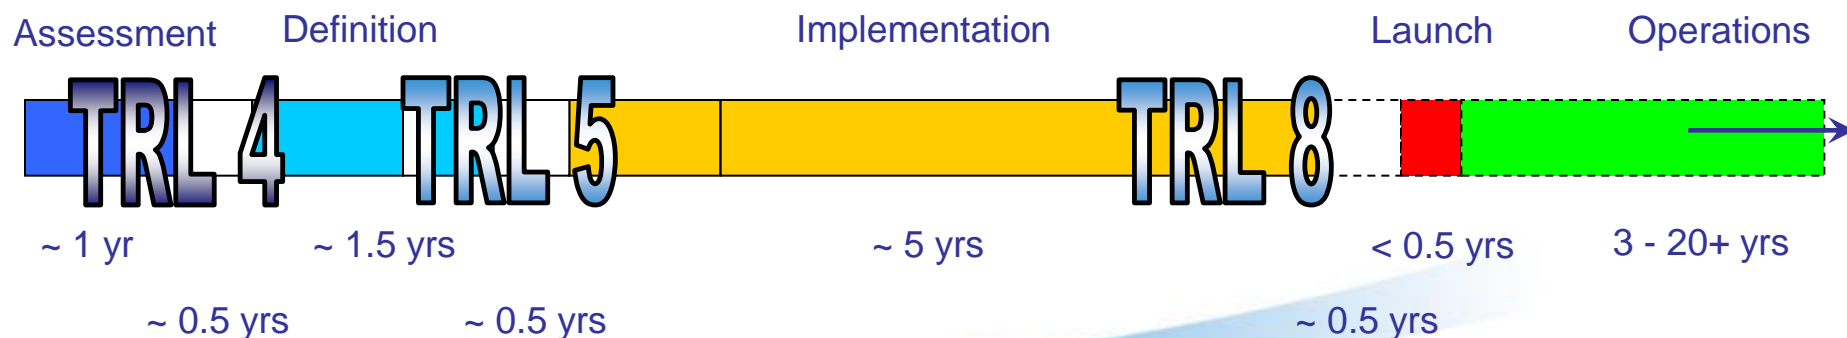 Assessment Definition Implementation Launch Operations
TRL 4 TRL 5 TRL 8
~ 1 yr ~ 1.5 yrs ~ 5 yrs < 0.5 yrs 3 - 20+ yrs
~ 0.5 yrs ~ 0.5 yrs ~ 0.5 yrs